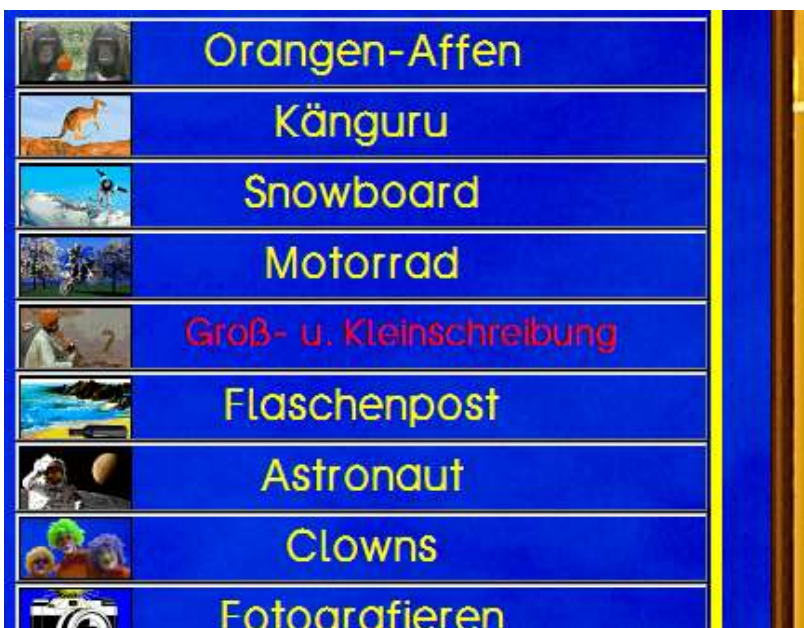 Orangen-Affen
Känguru
Snowboard
Motorrad
Groß- u. Kleinschreibung
Flaschenpost
Astronaut
Clowns
Fotografieren